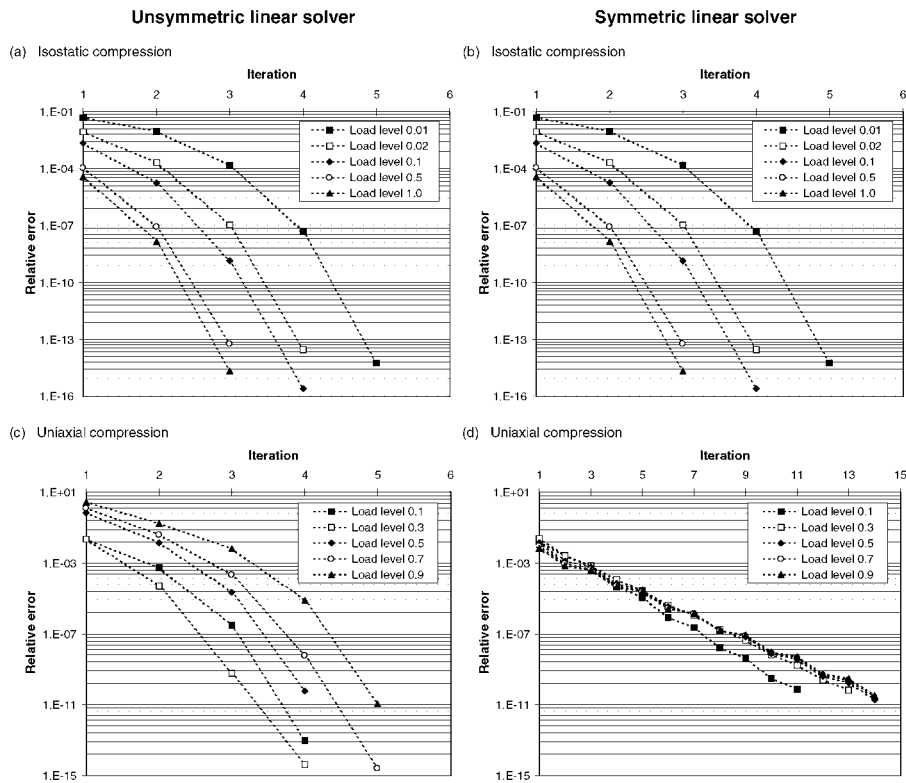 Unsymmetric linear solver
Symmetric linear solver
(a) Isostatic compression
Iteration
1 2 3 4 5 6
1,E-01
1,E-04
1,E-07
1,E-10
1,E-13
1,E-16
Relative error
Load level 0.01
Load level 0.02
Load level 0.1
Load level 0.5
Load level 1.0
(b) Isostatic compression
Iteration
1 2 3 4 5 6
1,E-01
1,E-04
1,E-07
1,E-10
1,E-13
1,E-16
Relative error
Load level 0.01
Load level 0.02
Load level 0.1
Load level 0.5
Load level 1.0
(c) Uniaxial compression
Iteration
1 2 3 4 5 6
1,E+01
1,E-03
1,E-07
1,E-11
1,E-15
Relative error
Load level 0.1
Load level 0.3
Load level 0.5
Load level 0.7
Load level 0.9
(d) Uniaxial compression
Iteration
1 3 5 7 9 11 13 15
1,E+01
1,E-03
1,E-07
1,E-11
1,E-15
Relative error
Load level 0.1
Load level 0.3
Load level 0.5
Load level 0.7
Load level 0.9